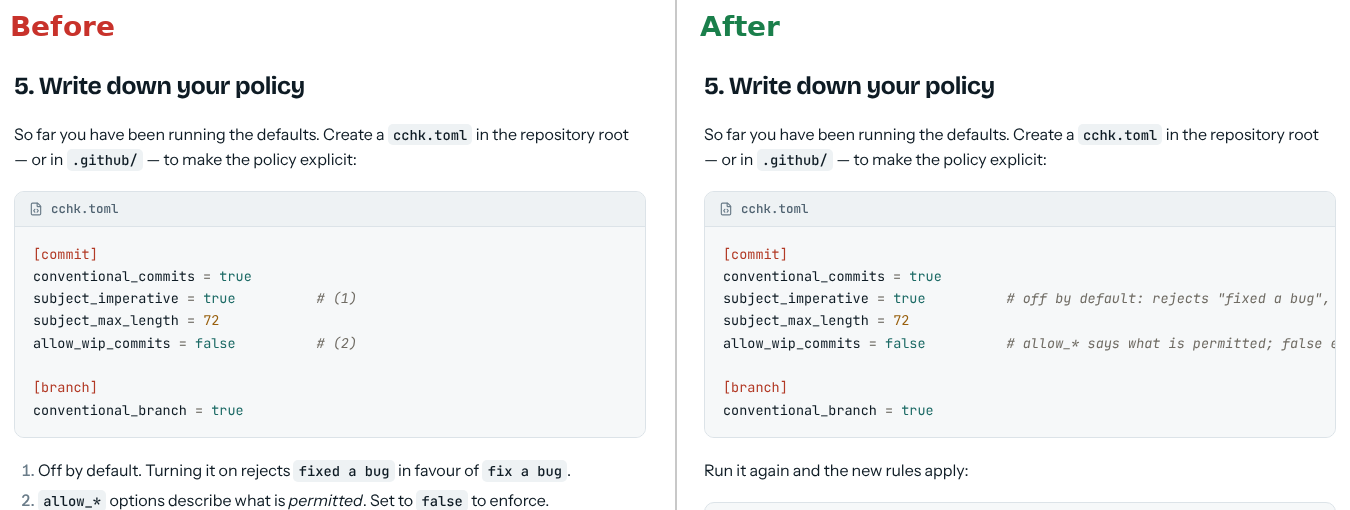 Before
5. Write down your policy
So far you have been running the defaults. Create a cchk.toml in the repository root
— or in .github/ — to make the policy explicit:
cchk.toml
[commit]
conventional_commits = true
subject_imperative = true # (1)
subject_max_length = 72
allow_wip_commits = false # (2)
[branch]
conventional_branch = true
1. Off by default. Turning it on rejects fixed a bug in favour of fix a bug.
2. allow_* options describe what is permitted. Set to false to enforce.
After
5. Write down your policy
So far you have been running the defaults. Create a cchk.toml in the repository root
— or in .github/ — to make the policy explicit:
cchk.toml
[commit]
conventional_commits = true
subject_imperative = true # off by default: rejects "fixed a bug",
subject_max_length = 72
allow_wip_commits = false # allow_* says what is permitted; false
[branch]
conventional_branch = true
Run it again and the new rules apply: